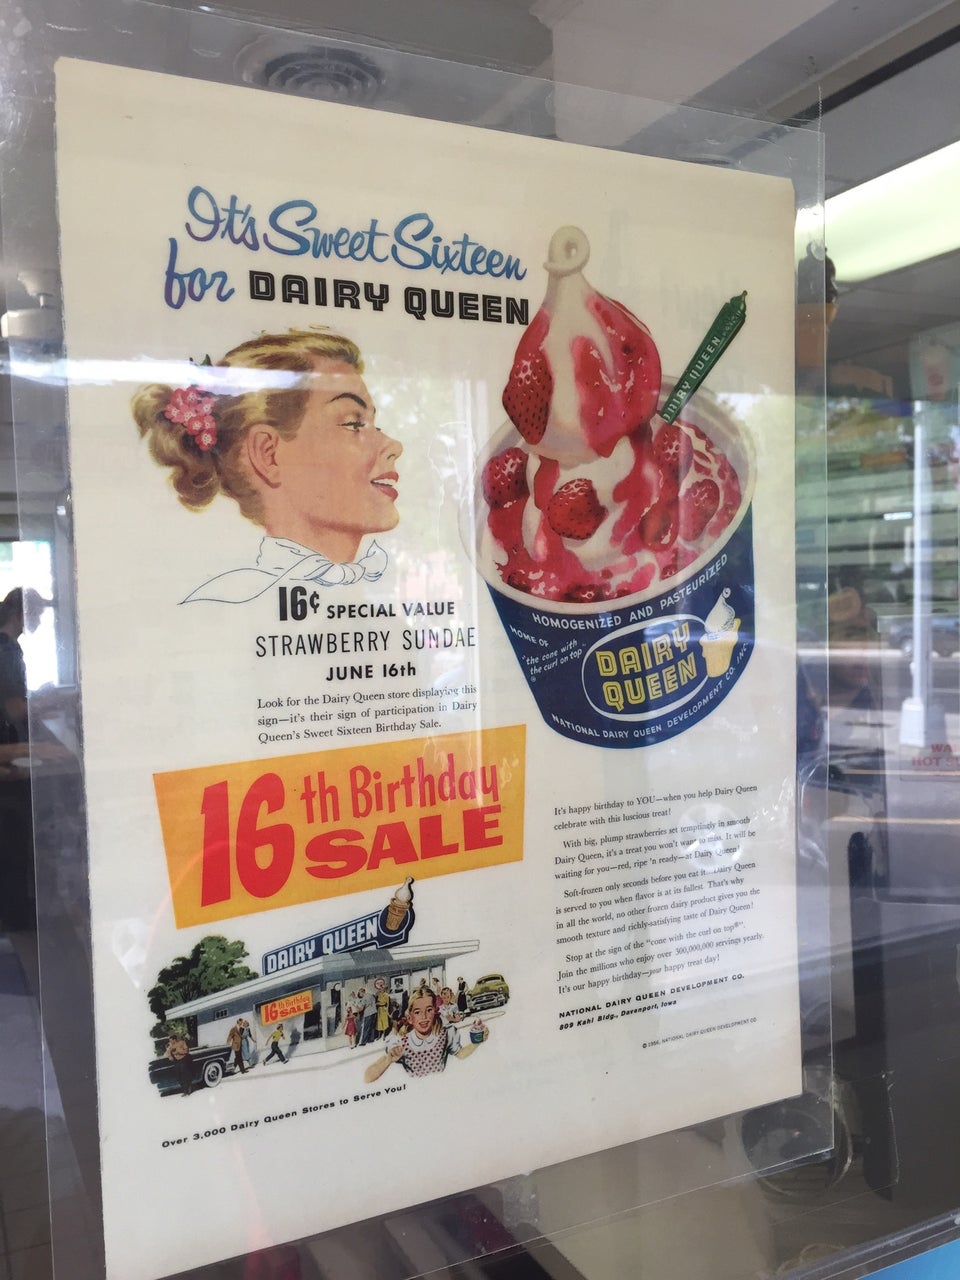 It's Sweet Sixteen
for DAIRY QUEEN
16¢ SPECIAL VALUE
STRAWBERRY SUNDAE
JUNE 16th
Look for the Dairy Queen store displaying this
sign—it's their sign of participation in Dairy
Queen's Sweet Sixteen Birthday Sale.
16th Birthday
SALE
DAIRY QUEEN
HOMOGENIZED AND PASTEURIZED
HOME OF
"the cone with
the curl on top"
®
DAIRY
QUEEN
NATIONAL DAIRY QUEEN DEVELOPMENT CO. INC.
It's happy birthday to YOU—when you help Dairy Queen
celebrate with this luscious treat!
With big, plump strawberries set temptingly in smooth
Dairy Queen, it's a treat you won't want to miss. It will be
waiting for you—red, ripe 'n ready—at Dairy Queen!
Soft-frozen only seconds before you eat it...Dairy Queen
is served to you when flavor is at its fullest. That's why
in all the world, no other frozen dairy product gives you the
smooth texture and richly-satisfying taste of Dairy Queen!
Stop at the sign of the "cone with the curl on top®".
Join the millions who enjoy over 300,000,000 servings yearly.
It's our happy birthday—your happy treat day!
NATIONAL DAIRY QUEEN DEVELOPMENT CO.
809 Kahl Bldg., Davenport, Iowa
© 1956, NATIONAL DAIRY QUEEN DEVELOPMENT CO.
DAIRY QUEEN
16th Birthday
SALE
Over 3,000 Dairy Queen Stores to Serve You!
HOT